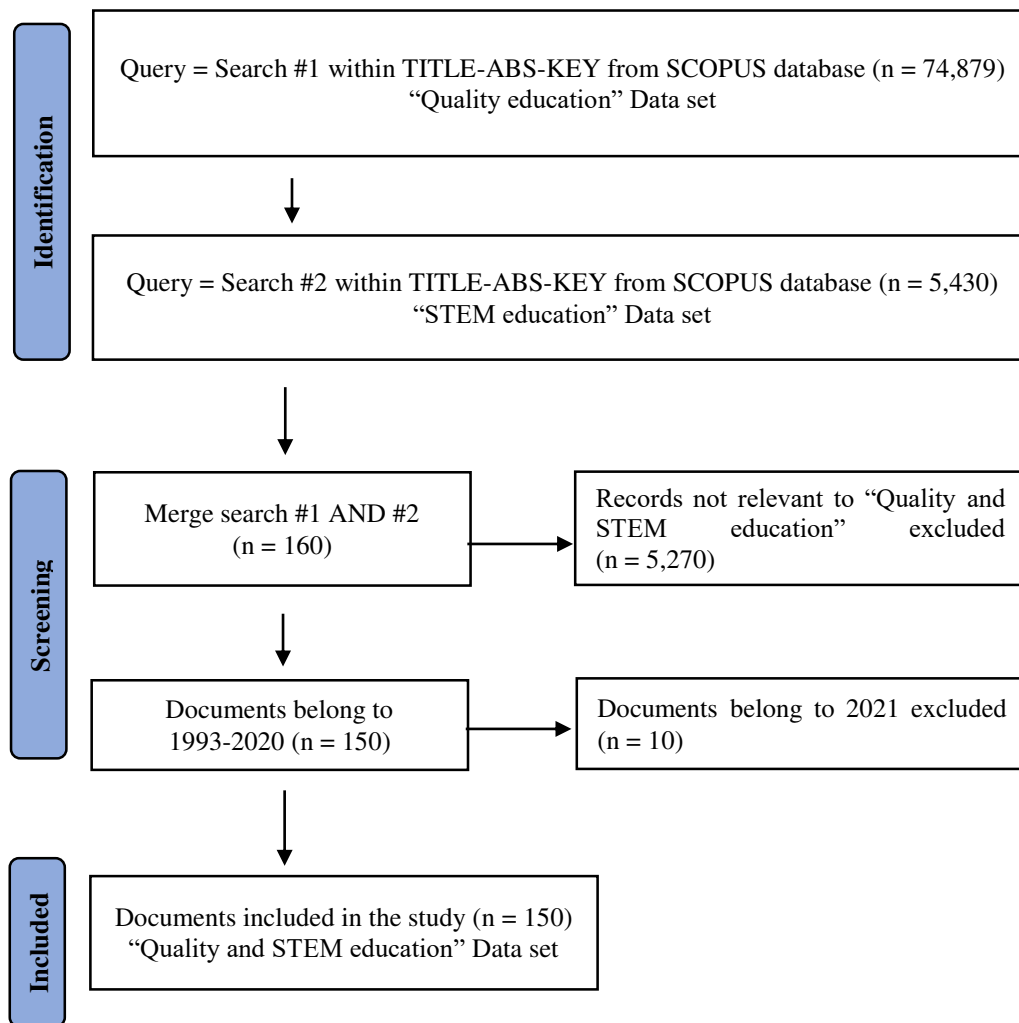 Identification
Query = Search #1 within TITLE-ABS-KEY from SCOPUS database (n = 74,879)
“Quality education” Data set
Query = Search #2 within TITLE-ABS-KEY from SCOPUS database (n = 5,430)
“STEM education” Data set
Screening
Merge search #1 AND #2
(n = 160)
Records not relevant to “Quality and
STEM education” excluded
(n = 5,270)
Documents belong to
1993-2020 (n = 150)
Documents belong to 2021 excluded
(n = 10)
Included
Documents included in the study (n = 150)
“Quality and STEM education” Data set